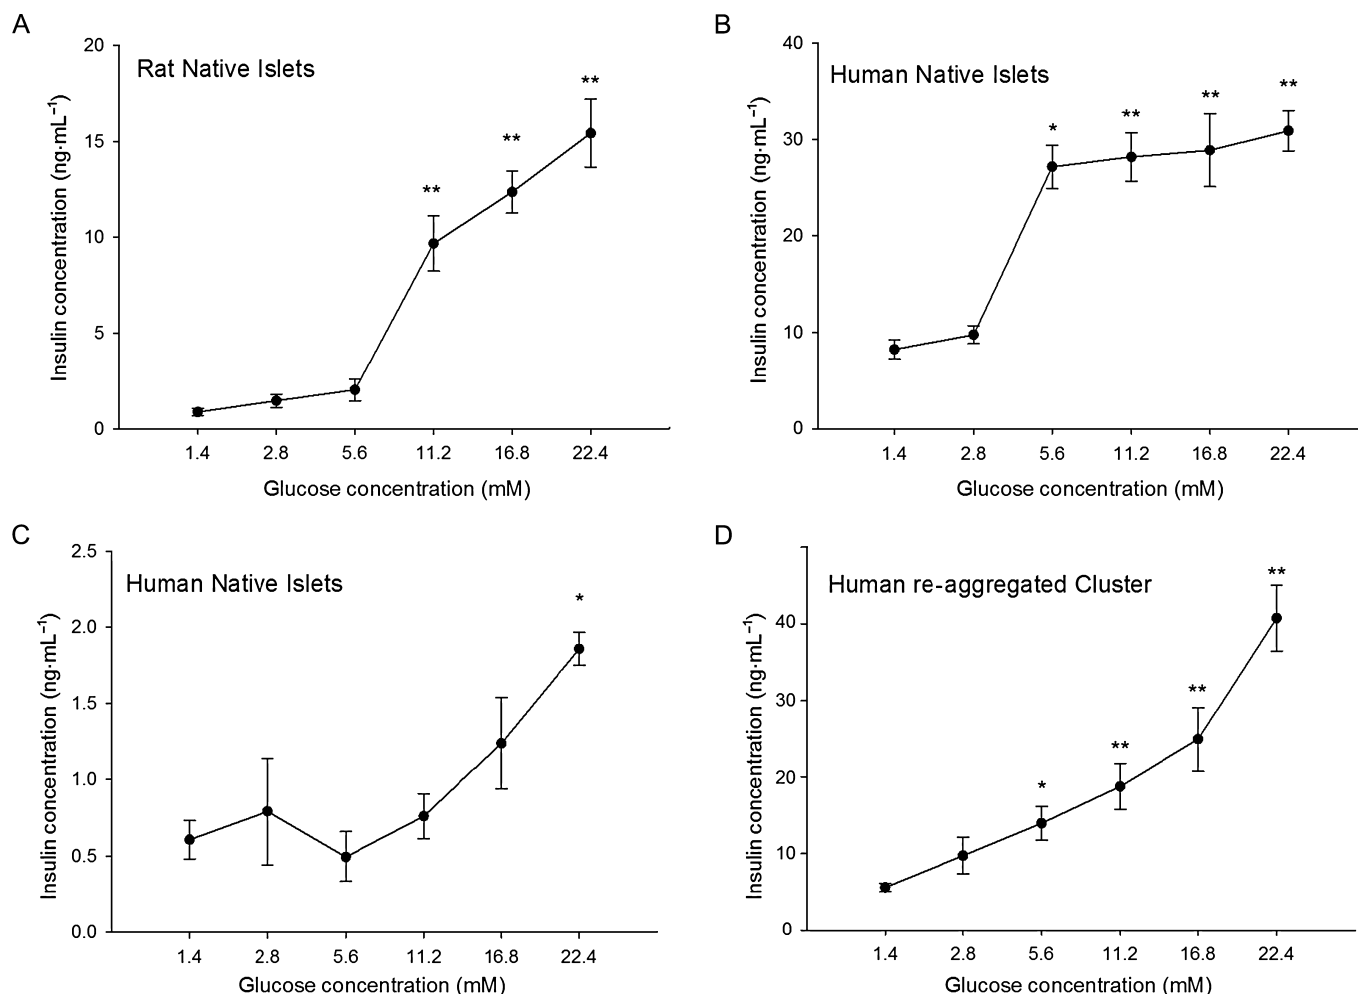 A
Rat Native Islets
Insulin concentration (ng·mL⁻¹)
20
15
10
5
0
**
**
**
1.4 2.8 5.6 11.2 16.8 22.4
Glucose concentration (mM)
B
Human Native Islets
Insulin concentration (ng·mL⁻¹)
40
30
20
10
0
*
**
**
**
1.4 2.8 5.6 11.2 16.8 22.4
Glucose concentration (mM)
C
Human Native Islets
Insulin concentration (ng·mL⁻¹)
2.5
2.0
1.5
1.0
0.5
0.0
*
1.4 2.8 5.6 11.2 16.8 22.4
Glucose concentration (mM)
D
Human re-aggregated Cluster
Insulin concentration (ng·mL⁻¹)
40
30
20
10
0
*
**
**
**
1.4 2.8 5.6 11.2 16.8 22.4
Glucose concentration (mM)